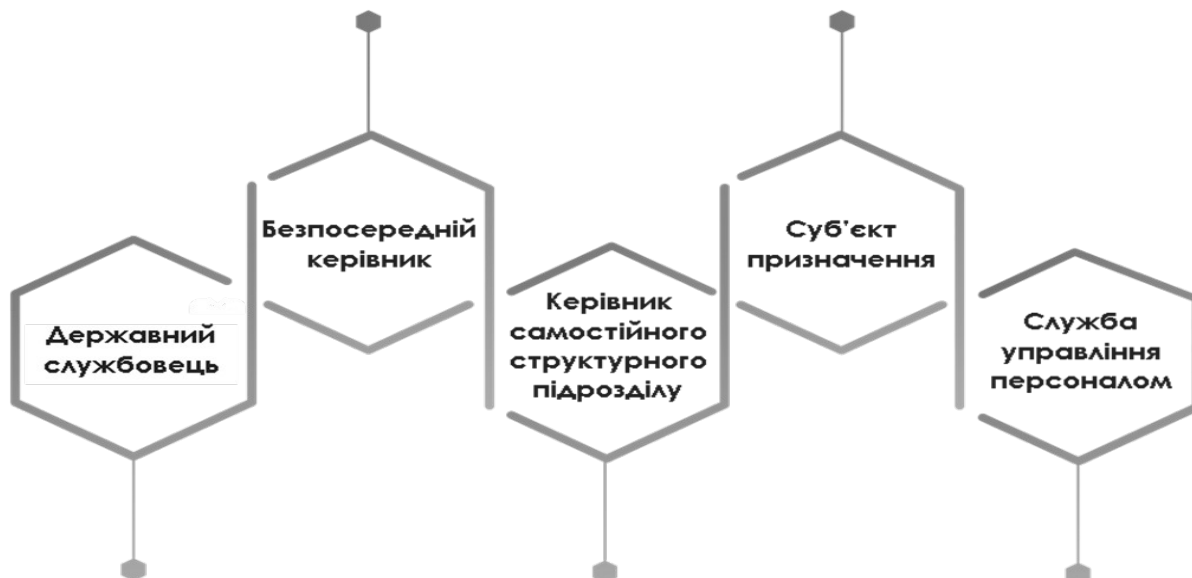 Державний
службовець
Безпосередній
керівник
Керівник
самостійного
структурного
підрозділу
Суб'єкт
призначення
Служба
управління
персоналом